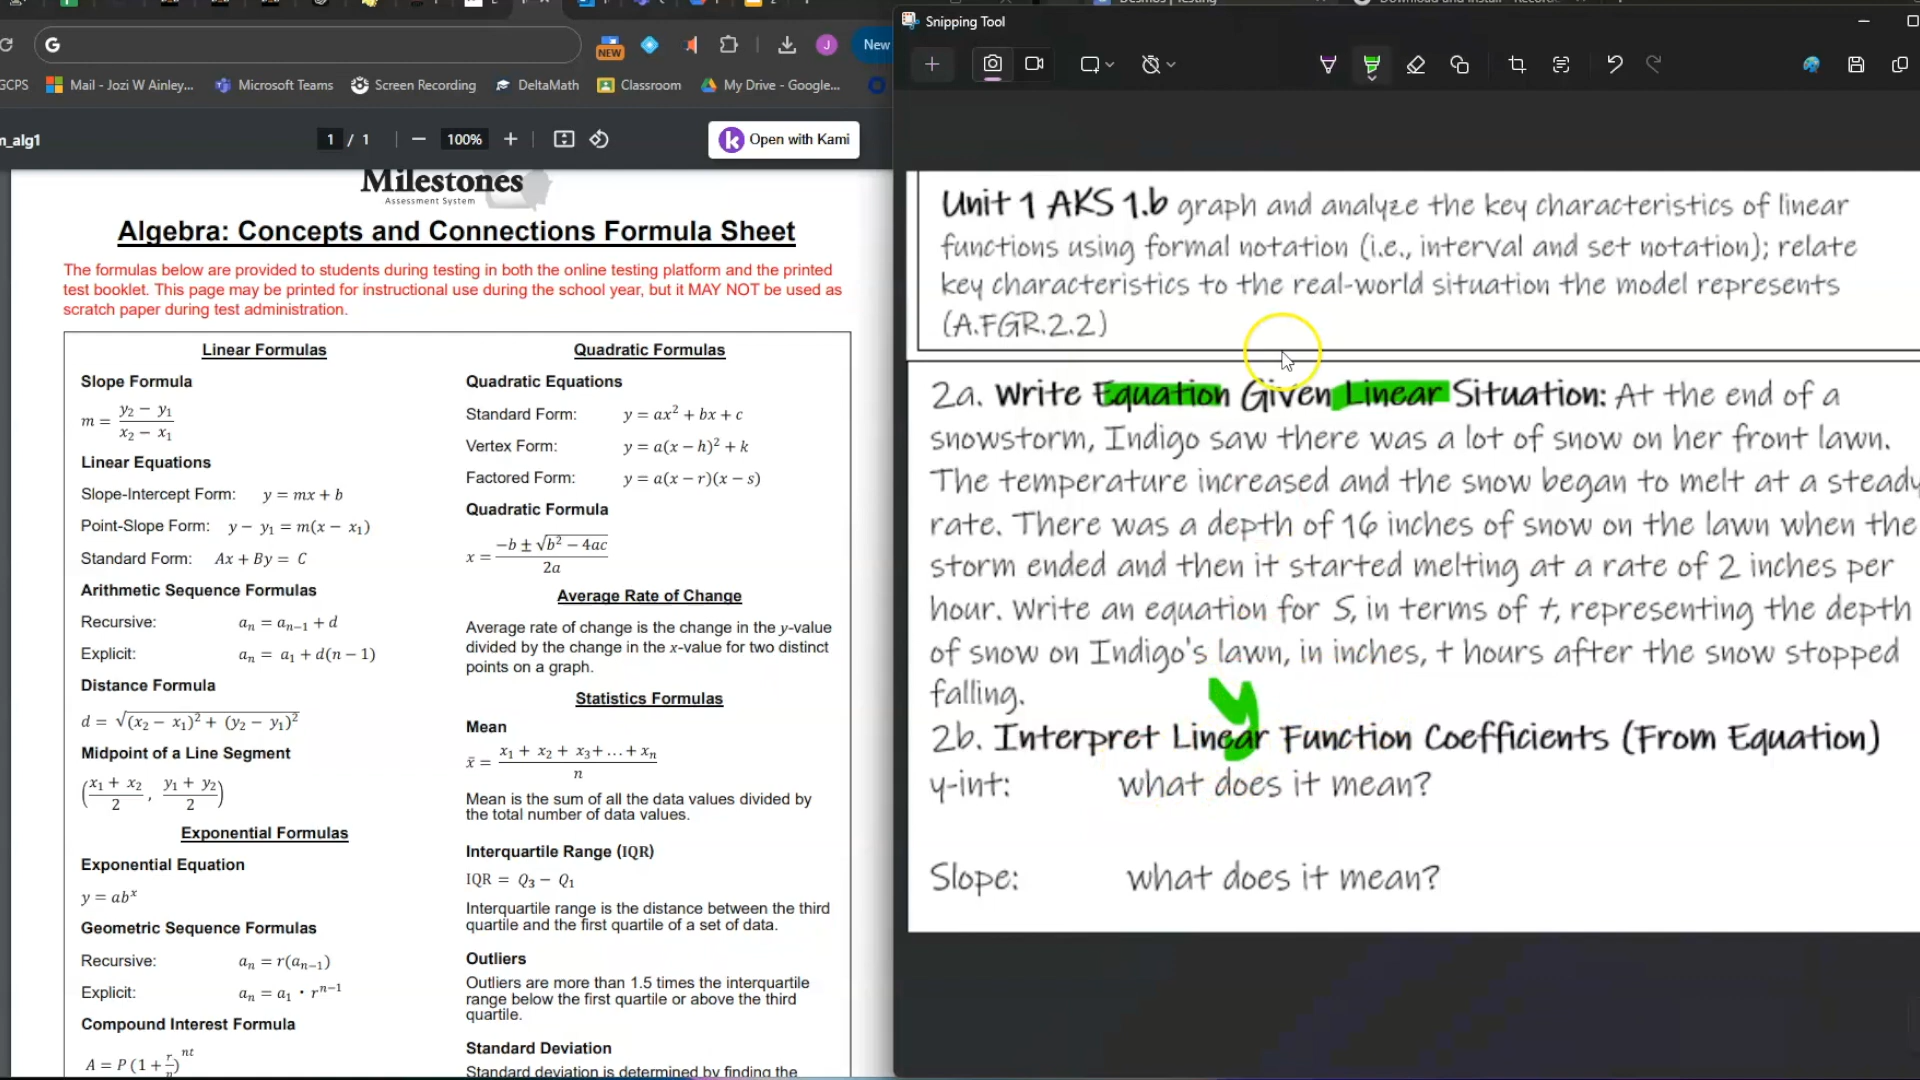 Snipping Tool
G
NEW
J
New
GCPS
Mail - Jozi W Ainley...
Microsoft Teams
Screen Recording
DeltaMath
Classroom
My Drive - Google...
m_alg1
1 / 1
100%
Open with Kami
Milestones
Assessment System
Algebra: Concepts and Connections Formula Sheet
The formulas below are provided to students during testing in both the online testing platform and the printed
test booklet. This page may be printed for instructional use during the school year, but it MAY NOT be used as
scratch paper during test administration.
Linear Formulas
Slope Formula
m = (y₂ − y₁)/(x₂ − x₁)
Linear Equations
Slope-Intercept Form: y = mx + b
Point-Slope Form: y − y₁ = m(x − x₁)
Standard Form: Ax + By = C
Arithmetic Sequence Formulas
Recursive: aₙ = aₙ₋₁ + d
Explicit: aₙ = a₁ + d(n − 1)
Distance Formula
d = √((x₂ − x₁)² + (y₂ − y₁)²)
Midpoint of a Line Segment
((x₁ + x₂)/2, (y₁ + y₂)/2)
Exponential Formulas
Exponential Equation
y = abˣ
Geometric Sequence Formulas
Recursive: aₙ = r(aₙ₋₁)
Explicit: aₙ = a₁ · rⁿ⁻¹
Compound Interest Formula
A = P(1 + r/n)ⁿᵗ
Quadratic Formulas
Quadratic Equations
Standard Form: y = ax² + bx + c
Vertex Form: y = a(x − h)² + k
Factored Form: y = a(x − r)(x − s)
Quadratic Formula
x = (−b ± √(b² − 4ac))/2a
Average Rate of Change
Average rate of change is the change in the y-value
divided by the change in the x-value for two distinct
points on a graph.
Statistics Formulas
Mean
x̄ = (x₁ + x₂ + x₃+ ...+ xₙ)/n
Mean is the sum of all the data values divided by
the total number of data values.
Interquartile Range (IQR)
IQR = Q₃ − Q₁
Interquartile range is the distance between the third
quartile and the first quartile of a set of data.
Outliers
Outliers are more than 1.5 times the interquartile
range below the first quartile or above the third
quartile.
Standard Deviation
Standard deviation is determined by finding the
Unit 1 AKS 1.b graph and analyze the key characteristics of linear
functions using formal notation (i.e., interval and set notation); relate
key characteristics to the real-world situation the model represents
(A.FGR.2.2)
2a. Write Equation Given Linear Situation: At the end of a
snowstorm, Indigo saw there was a lot of snow on her front lawn.
The temperature increased and the snow began to melt at a steady
rate. There was a depth of 16 inches of snow on the lawn when the
storm ended and then it started melting at a rate of 2 inches per
hour. Write an equation for S, in terms of t, representing the depth
of snow on Indigo's lawn, in inches, t hours after the snow stopped
falling.
y
2b. Interpret Linear Function Coefficients (From Equation)
y-int: what does it mean?
Slope: what does it mean?